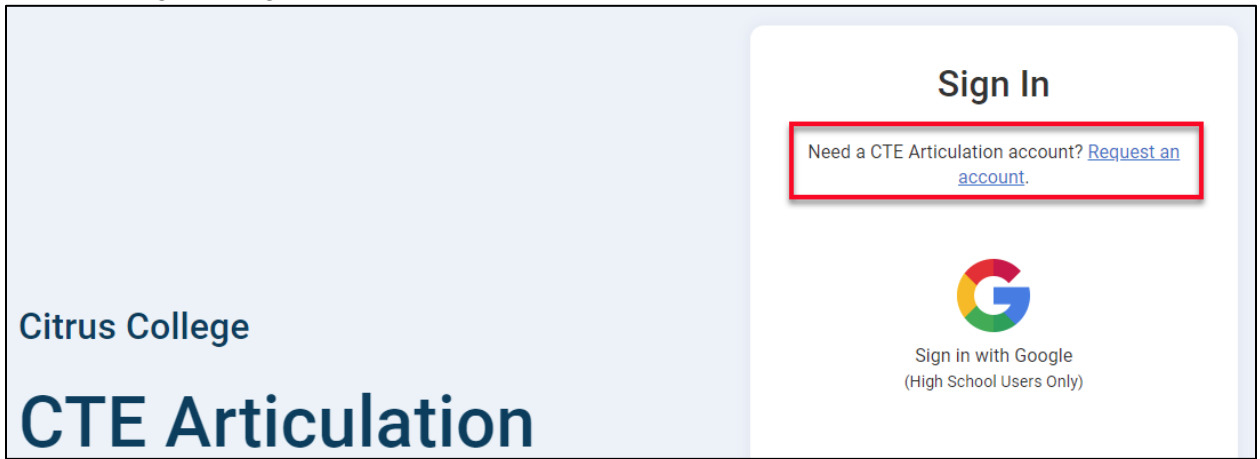 Sign In
Need a CTE Articulation account? Request an
account.
Sign in with Google
(High School Users Only)
Citrus College
CTE Articulation